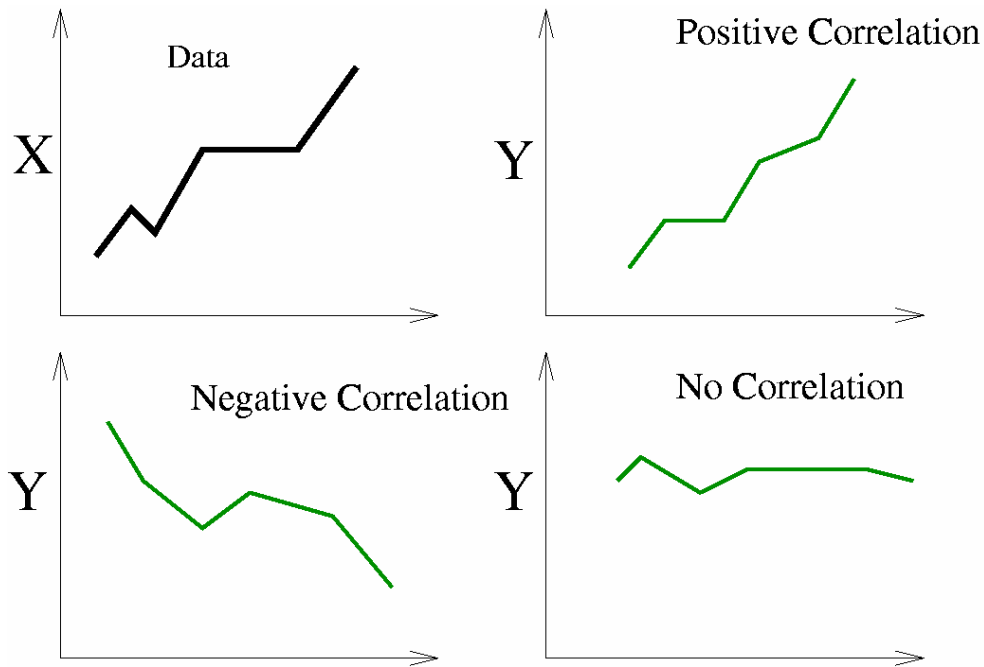 Data
X
Positive Correlation
Y
Negative Correlation
Y
No Correlation
Y